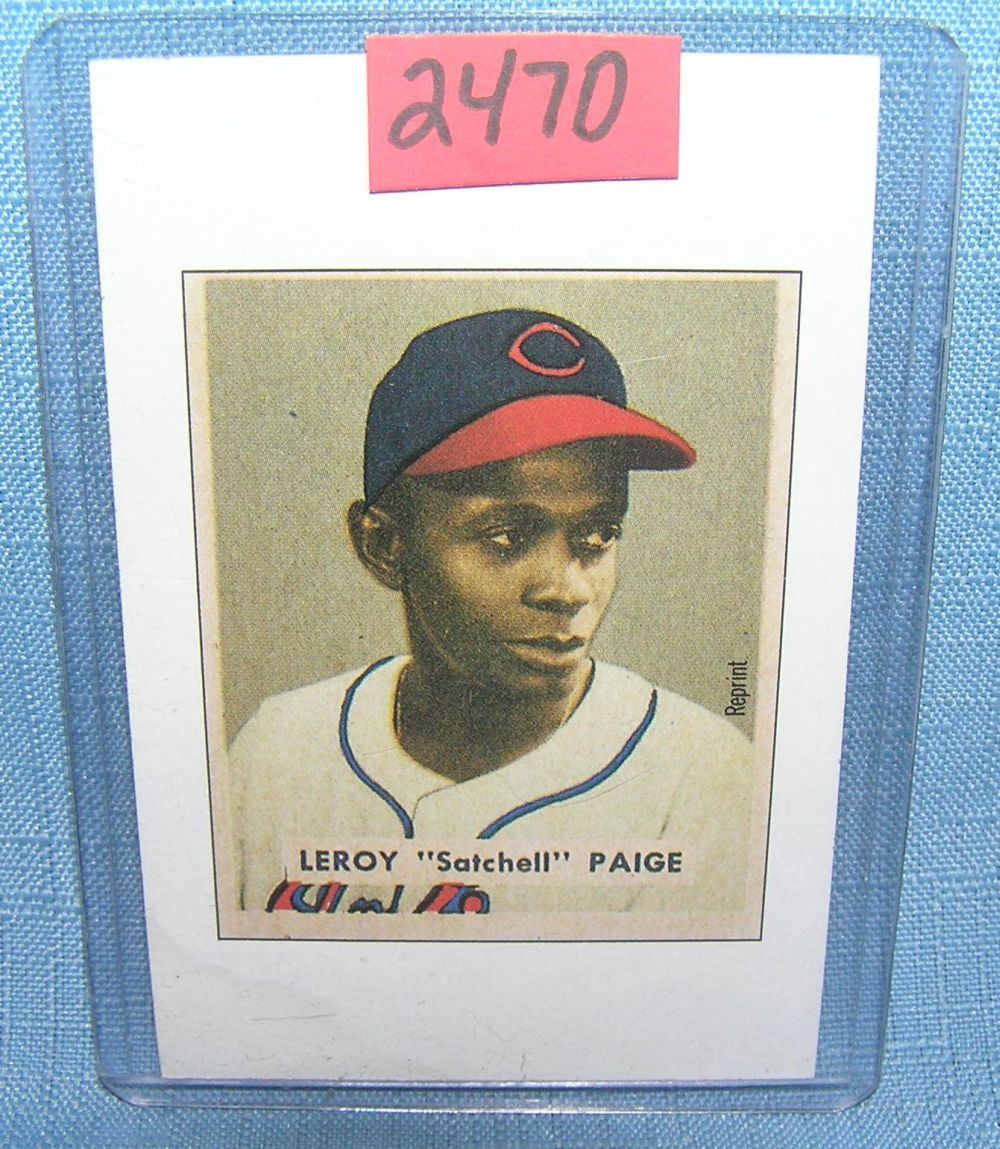 2470
C
Reprint
LEROY "Satchell" PAIGE